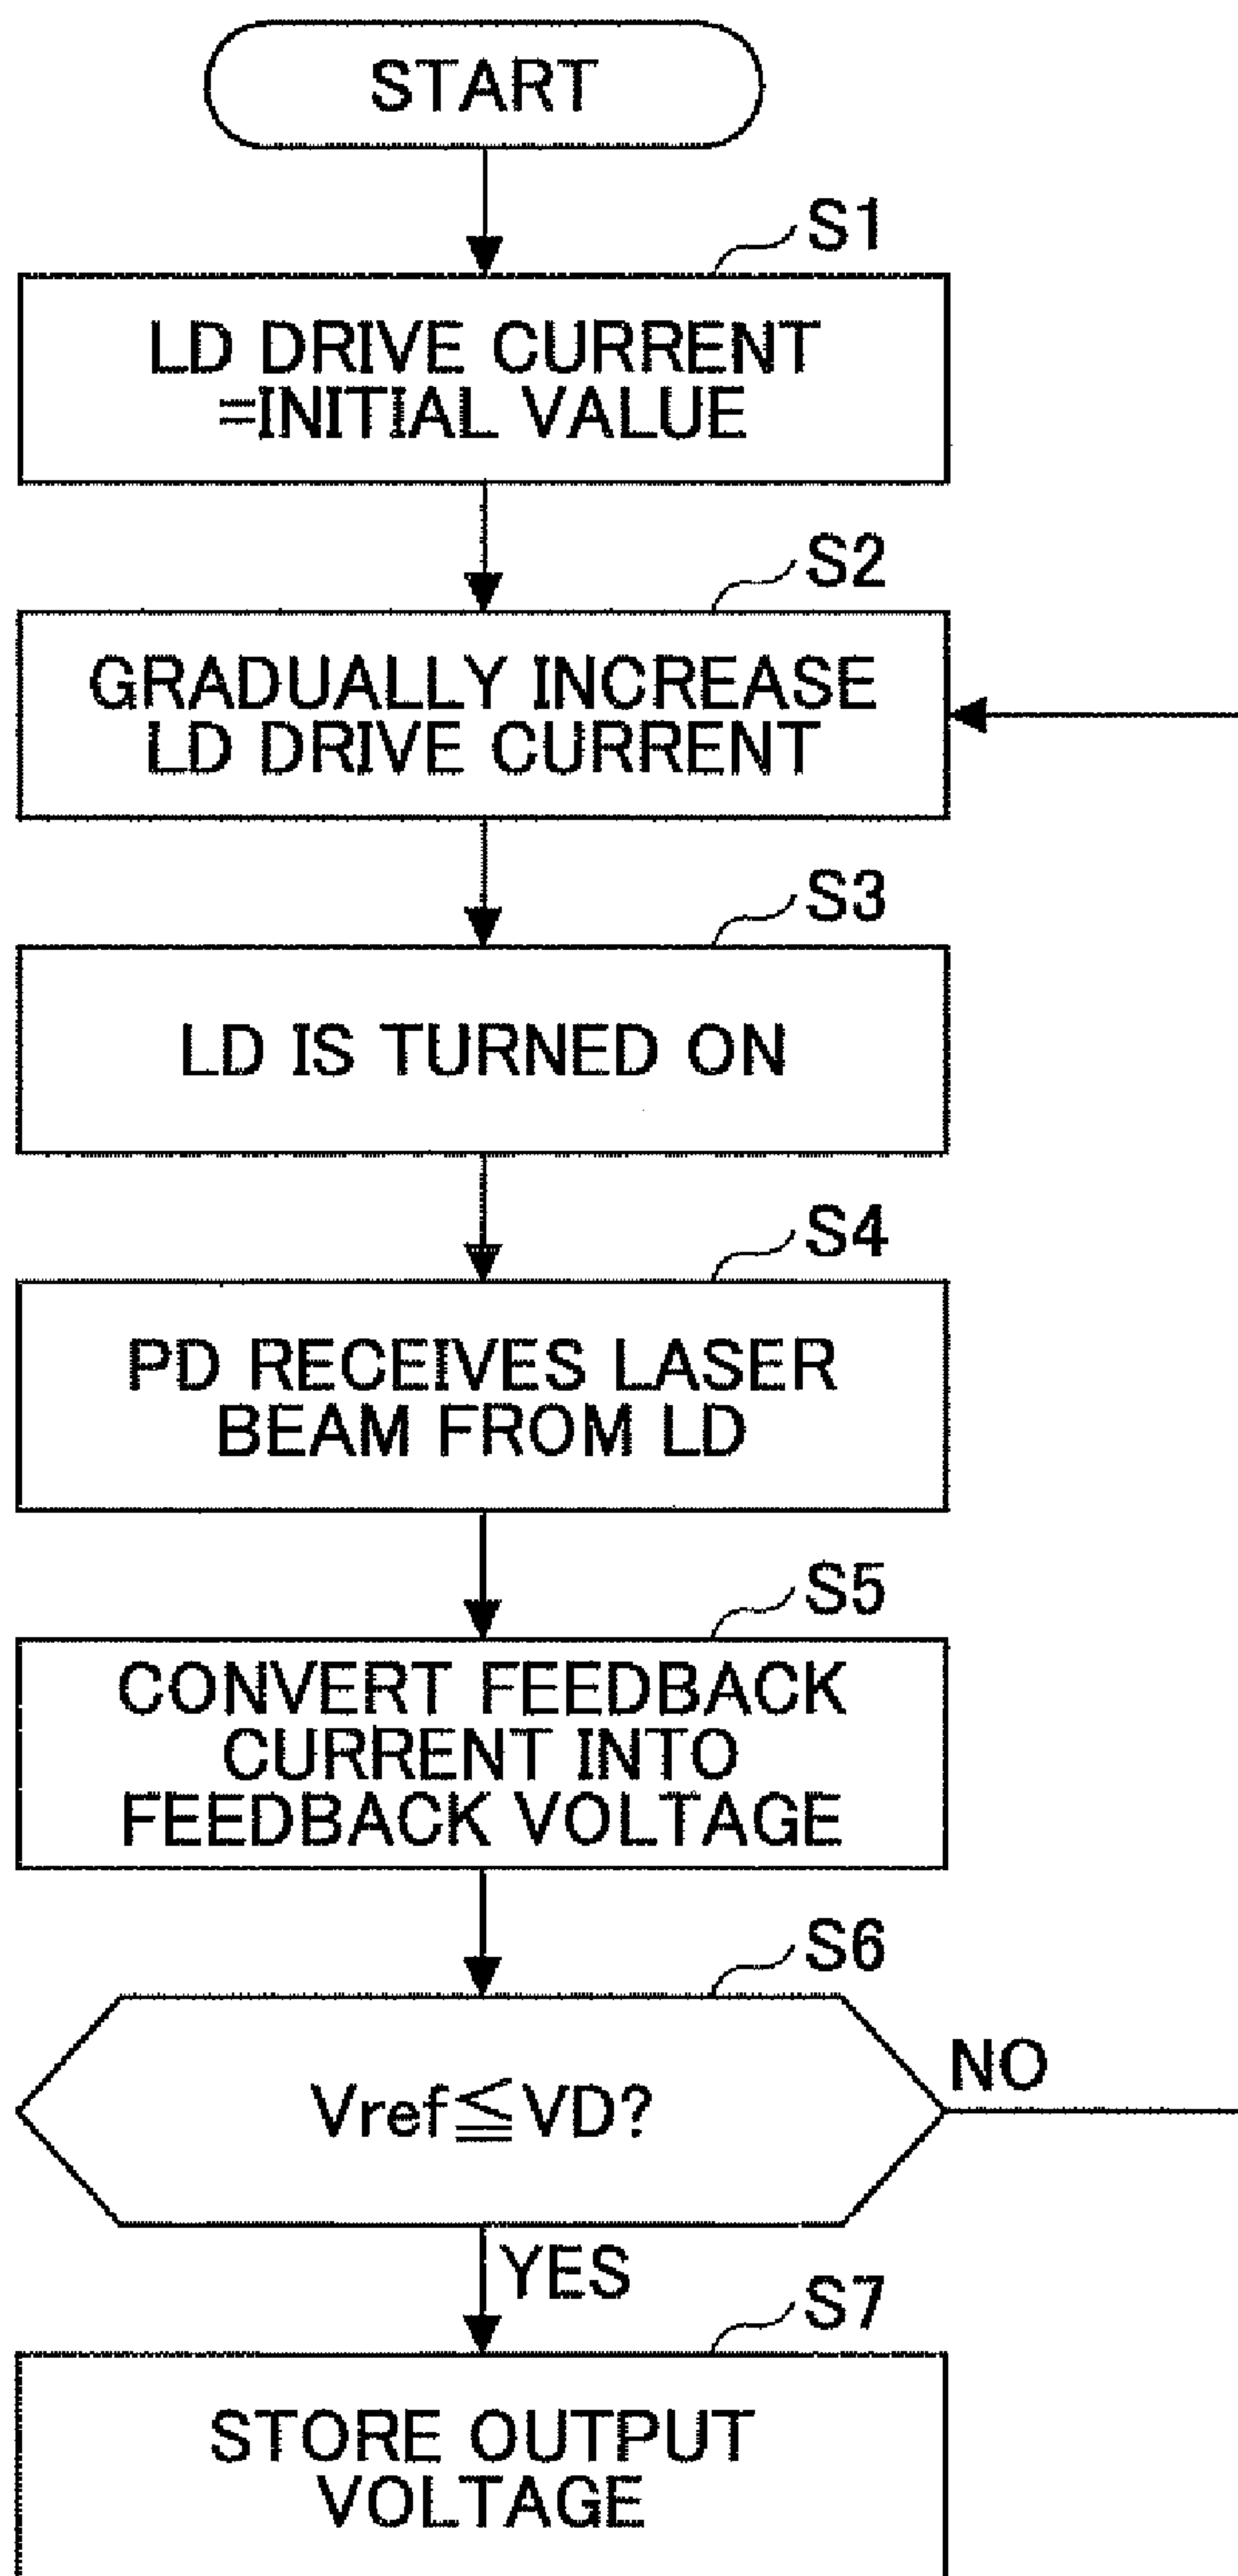 START
S1
LD DRIVE CURRENT
=INITIAL VALUE
S2
GRADUALLY INCREASE
LD DRIVE CURRENT
S3
LD IS TURNED ON
S4
PD RECEIVES LASER
BEAM FROM LD
S5
CONVERT FEEDBACK
CURRENT INTO
FEEDBACK VOLTAGE
S6
Vref≦VD?
NO
YES
S7
STORE OUTPUT
VOLTAGE